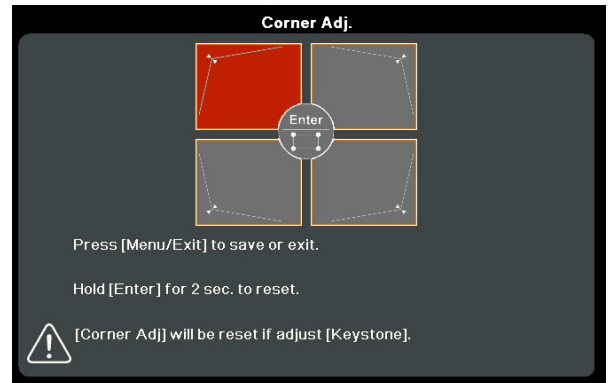 Corner Adj.
Enter
Press [Menu/Exit] to save or exit.
Hold [Enter] for 2 sec. to reset.
[Corner Adj] will be reset if adjust [Keystone].